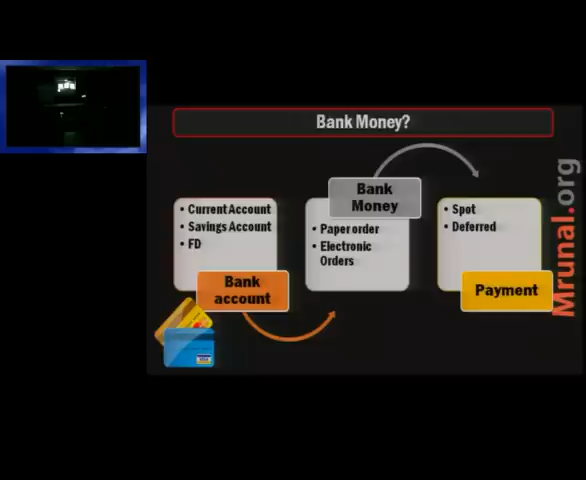 Bank Money?
• Current Account
• Savings Account
• FD
Bank
account
Bank
Money
• Paper order
• Electronic
Orders
• Spot
• Deferred
Payment
Mrunal.org
VISA